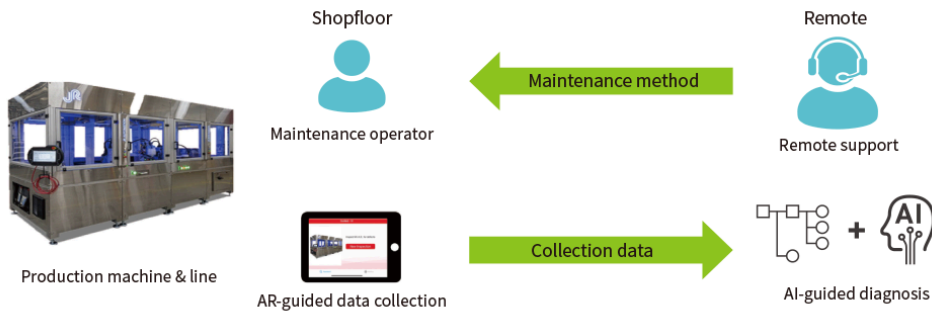 Shopfloor
Remote
Maintenance method
Maintenance operator
Remote support
JR
Collection data
AI
Production machine & line
AR-guided data collection
AI-guided diagnosis